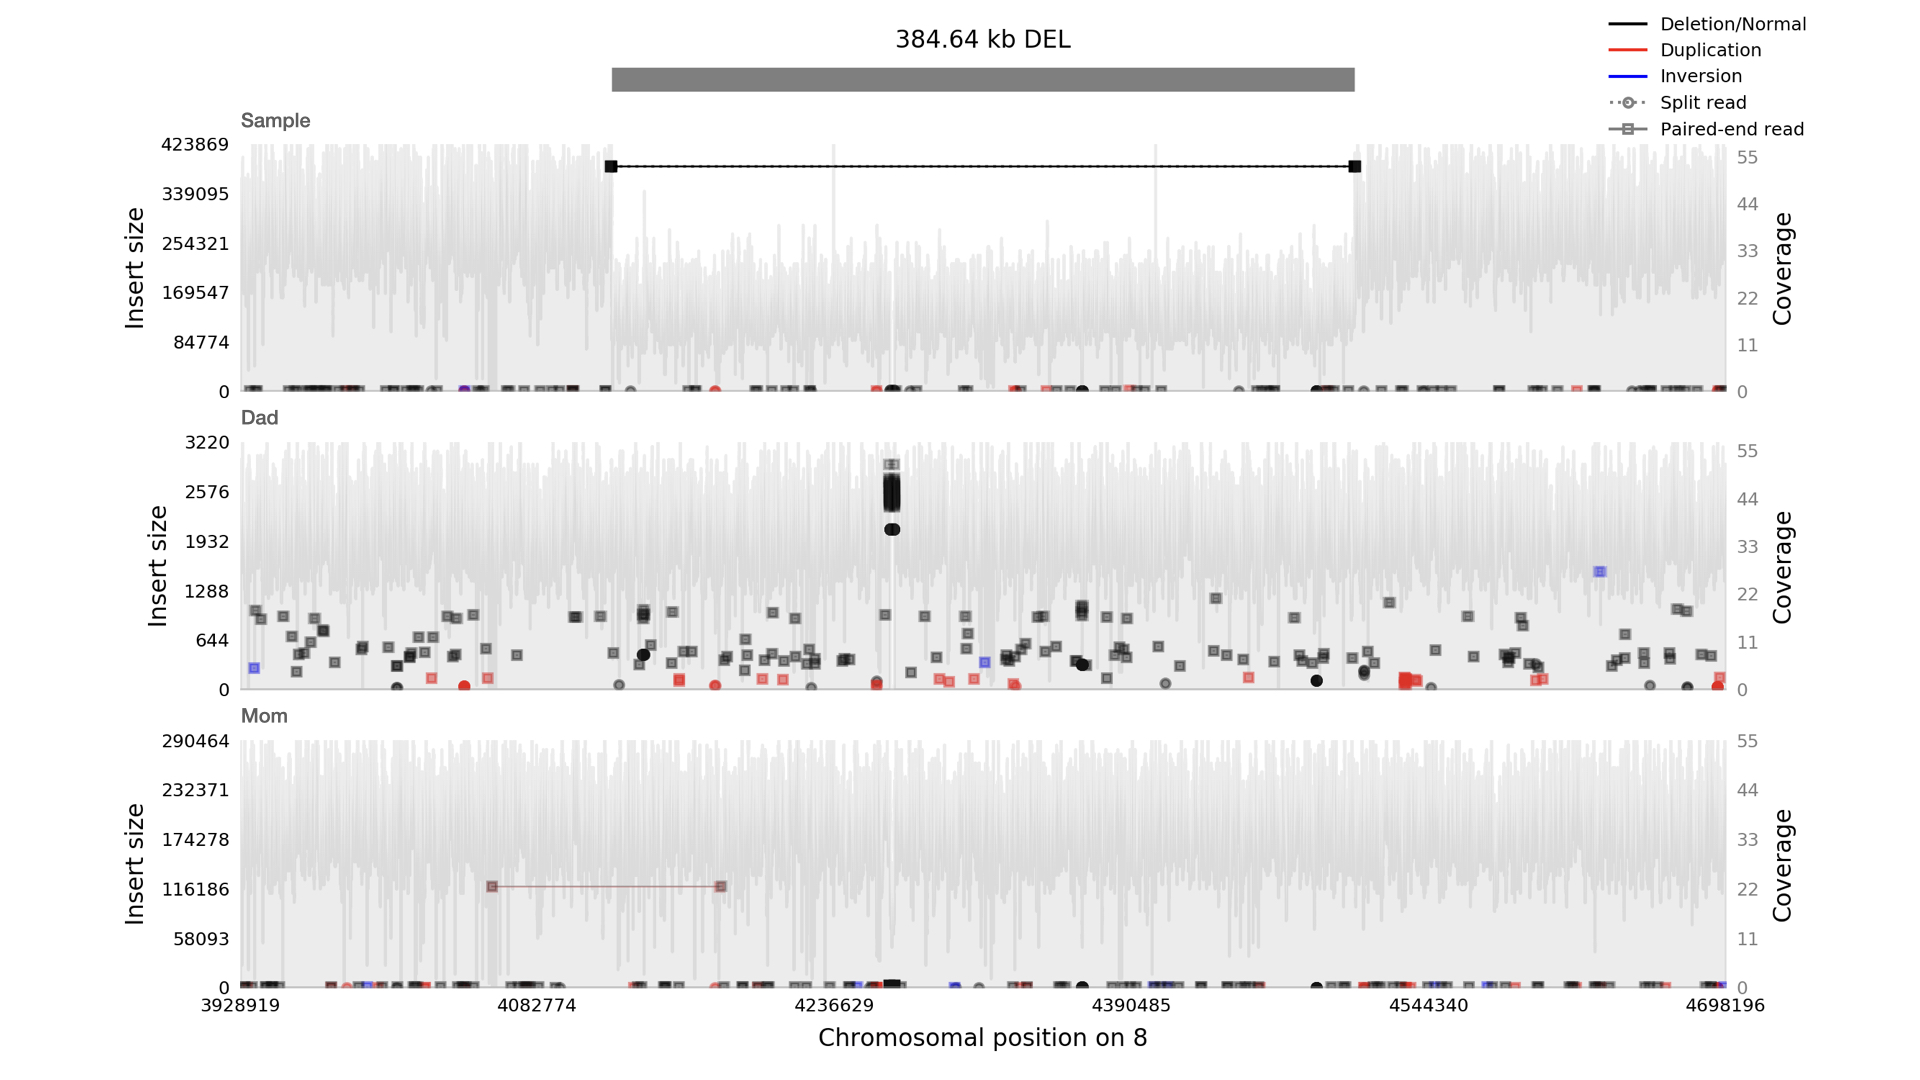 384.64 kb DEL
Deletion/Normal
Duplication
Inversion
Split read
Paired-end read
Sample
423869
339095
254321
169547
84774
0
Insert size
55
44
33
22
11
0
Coverage
Dad
3220
2576
1932
1288
644
0
Insert size
55
44
33
22
11
0
Coverage
Mom
290464
232371
174278
116186
58093
0
Insert size
55
44
33
22
11
0
Coverage
3928919 4082774 4236629 4390485 4544340 4698196
Chromosomal position on 8